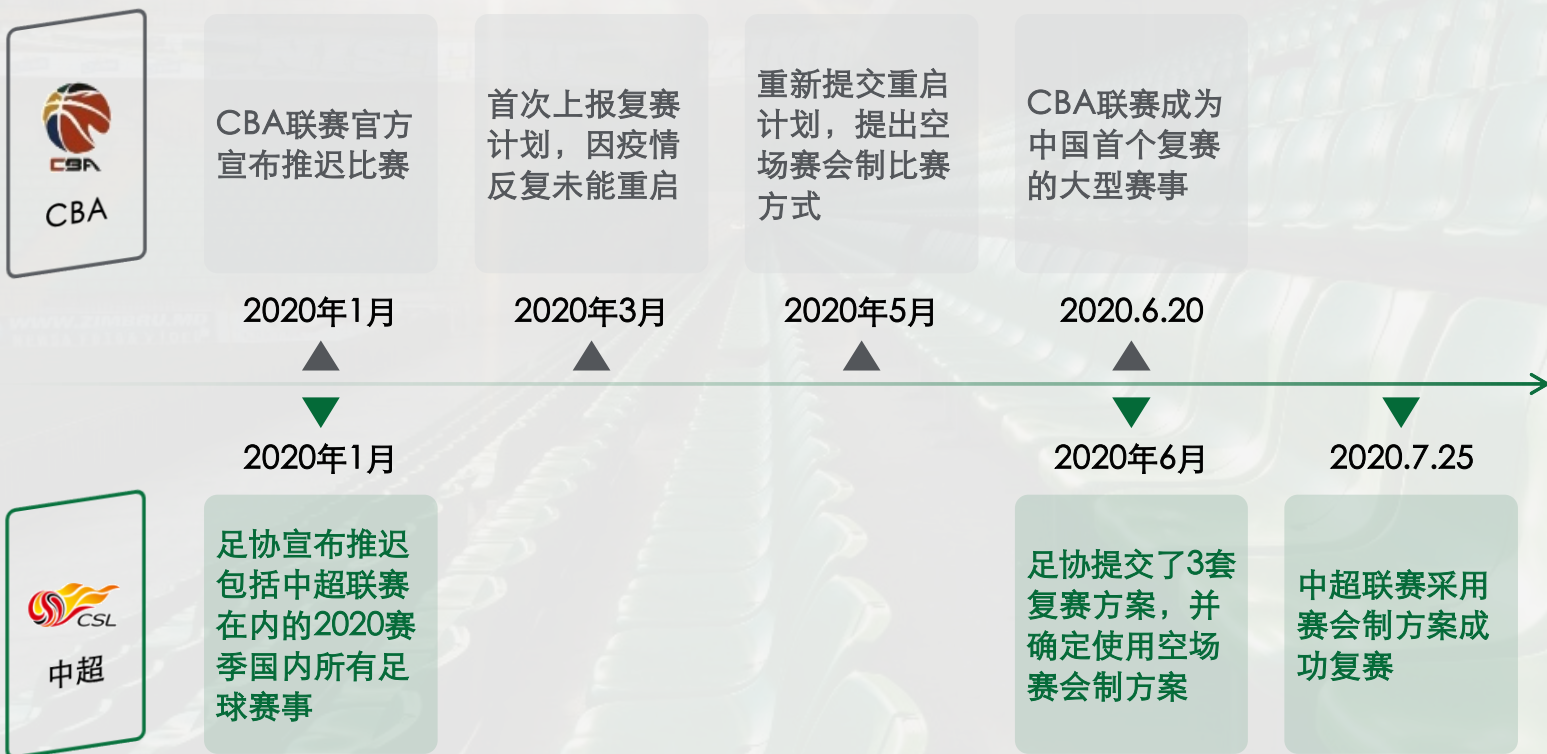 CBA
CBA
CBA联赛官方
宣布推迟比赛
首次上报复赛
计划，因疫情
反复未能重启
重新提交重启
计划，提出空
场赛会制比赛
方式
CBA联赛成为
中国首个复赛
的大型赛事
2020年1月
2020年3月
2020年5月
2020.6.20
2020年1月
2020年6月
2020.7.25
CSL
中超
足协宣布推迟
包括中超联赛
在内的2020赛
季国内所有足
球赛事
足协提交了3套
复赛方案，并
确定使用空场
赛会制方案
中超联赛采用
赛会制方案成
功复赛